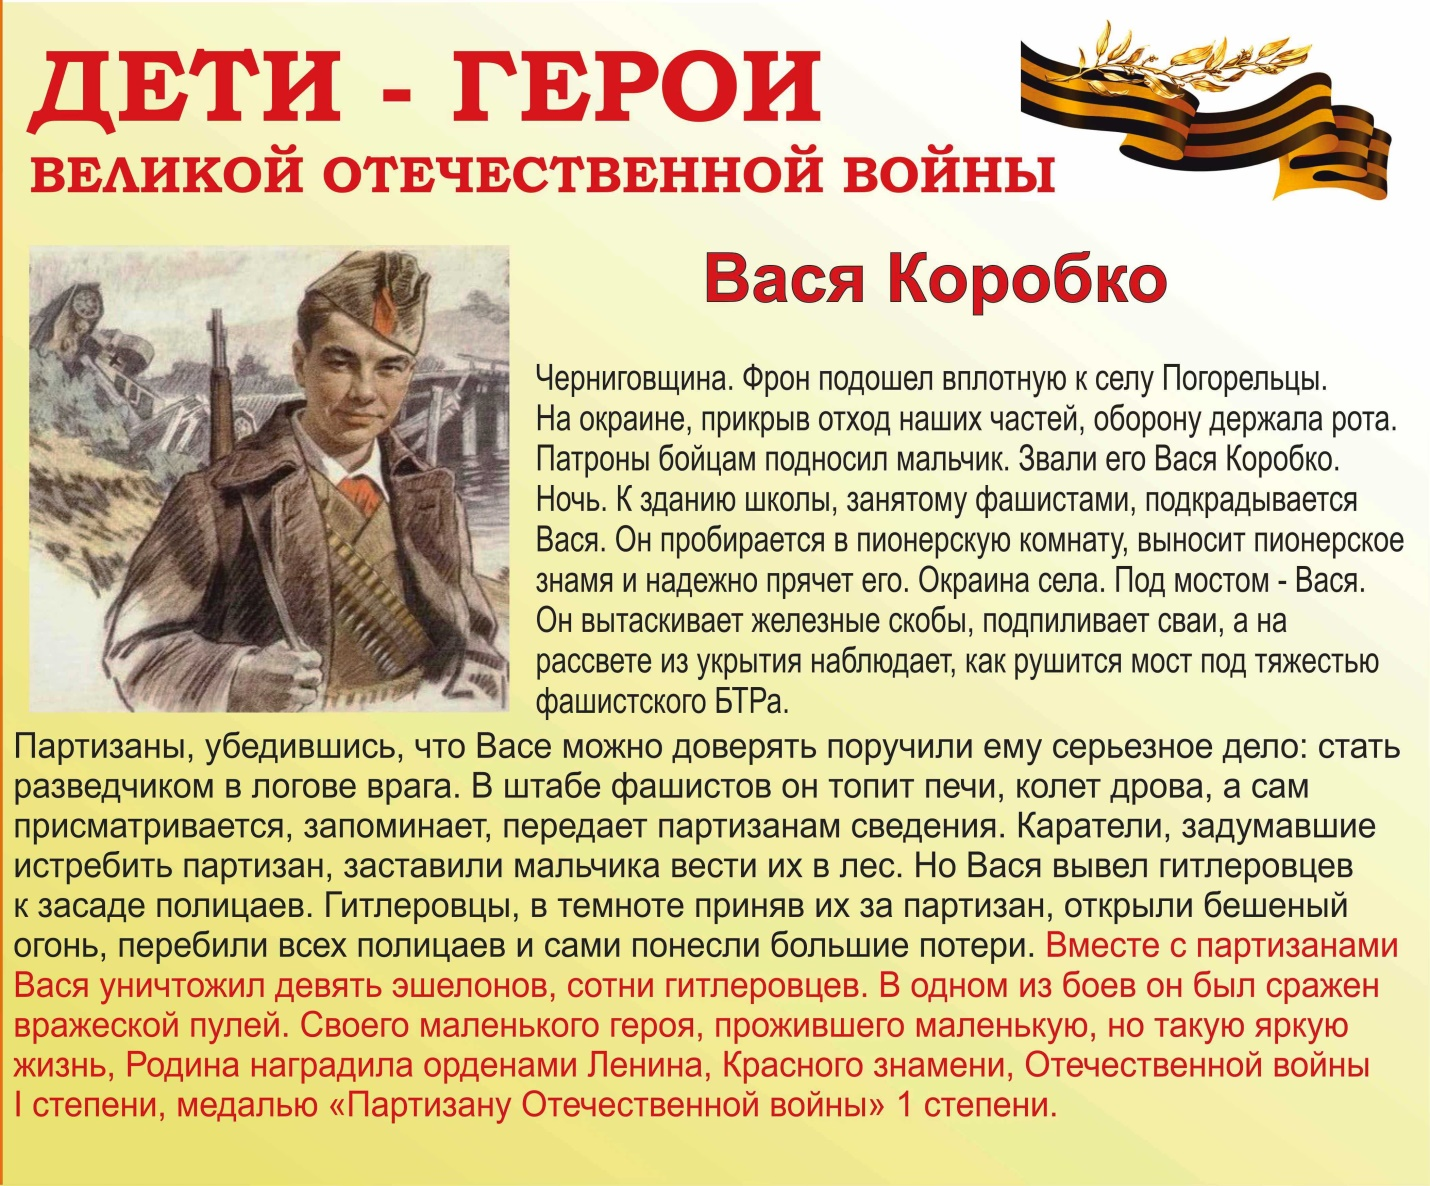 ДЕТИ - ГЕРОИ
ВЕЛИКОЙ ОТЕЧЕСТВЕННОЙ ВОЙНЫ
Вася Коробко
Черниговщина. Фрон подошел вплотную к селу Погорельцы.
На окраине, прикрыв отход наших частей, оборону держала рота.
Патроны бойцам подносил мальчик. Звали его Вася Коробко.
Ночь. К зданию школы, занятому фашистами, подкрадывается
Вася. Он пробирается в пионерскую комнату, выносит пионерское
знамя и надежно прячет его. Окраина села. Под мостом - Вася.
Он вытаскивает железные скобы, подпиливает сваи, а на
рассвете из укрытия наблюдает, как рушится мост под тяжестью
фашистского БТРа.
Партизаны, убедившись, что Васе можно доверять поручили ему серьезное дело: стать
разведчиком в логове врага. В штабе фашистов он топит печи, колет дрова, а сам
присматривается, запоминает, передает партизанам сведения. Каратели, задумавшие
истребить партизан, заставили мальчика вести их в лес. Но Вася вывел гитлеровцев
к засаде полицаев. Гитлеровцы, в темноте приняв их за партизан, открыли бешеный
огонь, перебили всех полицаев и сами понесли большие потери. Вместе с партизанами
Вася уничтожил девять эшелонов, сотни гитлеровцев. В одном из боев он был сражен
вражеской пулей. Своего маленького героя, прожившего маленькую, но такую яркую
жизнь, Родина наградила орденами Ленина, Красного знамени, Отечественной войны
I степени, медалью «Партизану Отечественной войны» 1 степени.